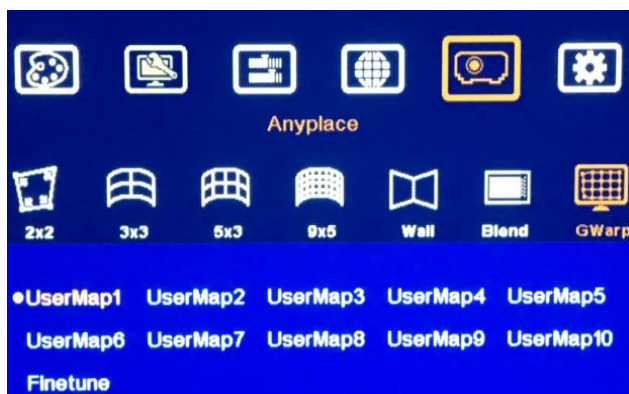 Anyplace
2x2 3x3 5x3 9x5 Wall Blend GWarp
UserMap1 UserMap2 UserMap3 UserMap4 UserMap5
UserMap6 UserMap7 UserMap8 UserMap9 UserMap10
Finetune